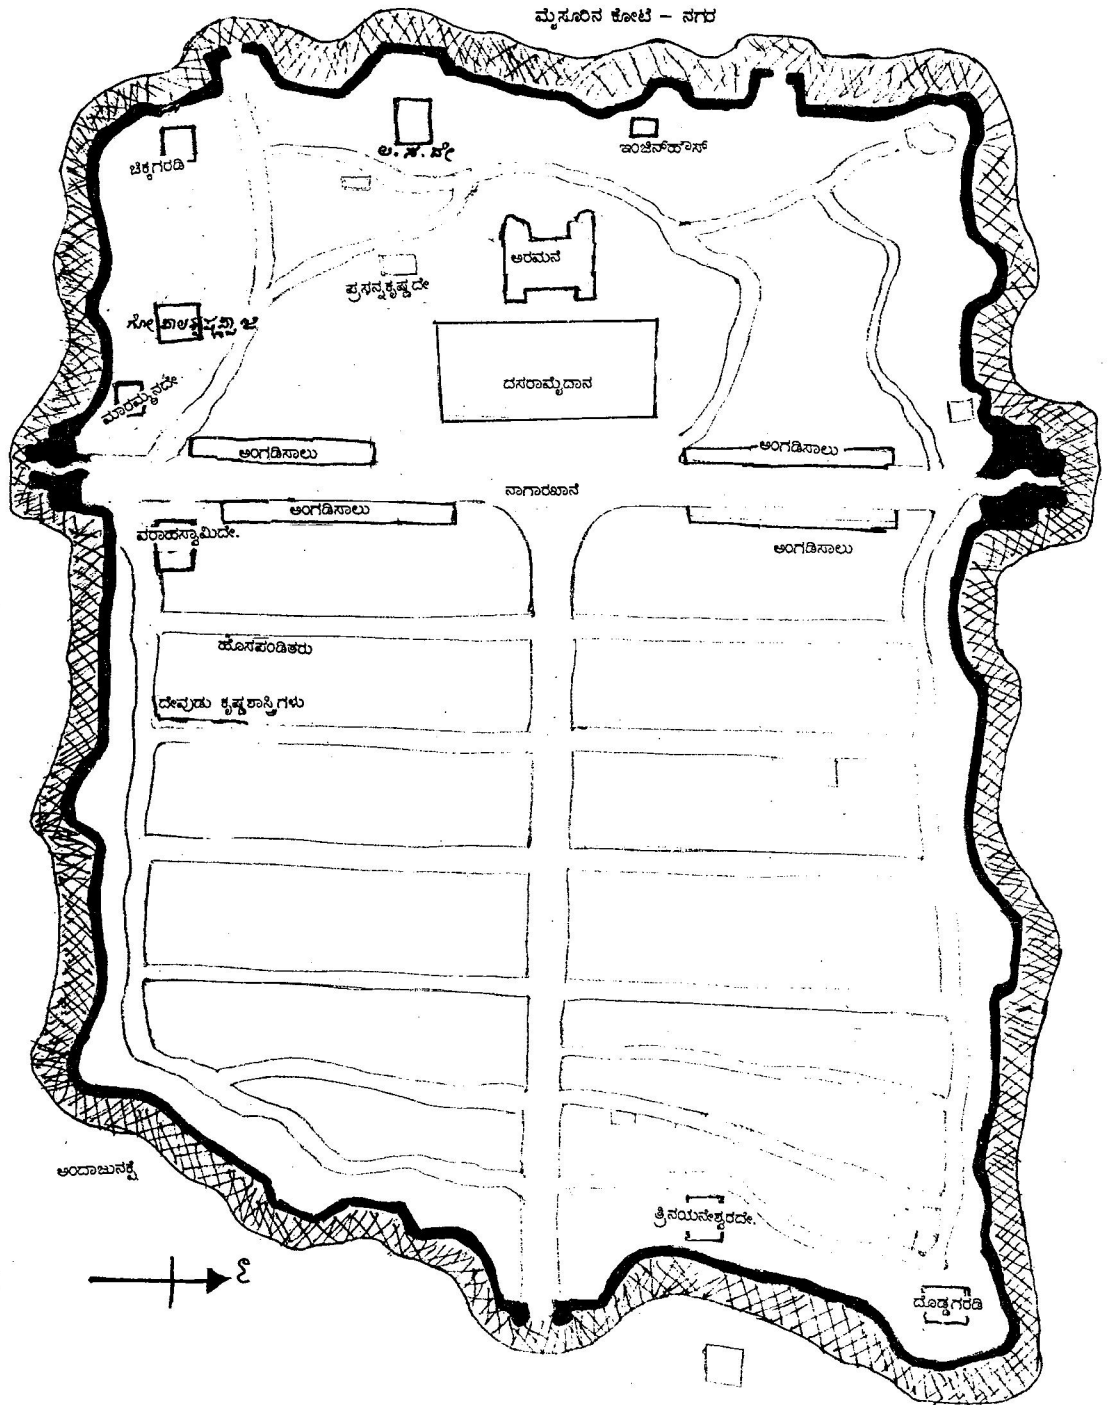 ಮೈಸೂರಿನ ಕೋಟೆ – ನಗರ
ಚಿಕ್ಕಗರಡಿ
ಲ. ಸ. ದೇ
ಇಂಜಿನ್‌ಹೌಸ್
ಅರಮನೆ
ಪ್ರಸನ್ನಕೃಷ್ಣದೇ
ದಸರಾಮೈದಾನ
ಮಾರಮ್ಮನದೇ
ಅಂಗಡಿಸಾಲು
ಅಂಗಡಿಸಾಲು
ನಾಗಾರಖಾನೆ
ಅಂಗಡಿಸಾಲು
ವರಾಹಸ್ವಾಮಿದೇ.
ಅಂಗಡಿಸಾಲು
ಹೊಸಪಂಡಿತರು
ದೇವುಡು ಕೃಷ್ಣಶಾಸ್ತ್ರಿಗಳು
ಅಂದಾಜುನಕ್ಷೆ
ತ್ರಿನಯನೇಶ್ವರದೇ.
ದೊಡ್ಡಗರಡಿ